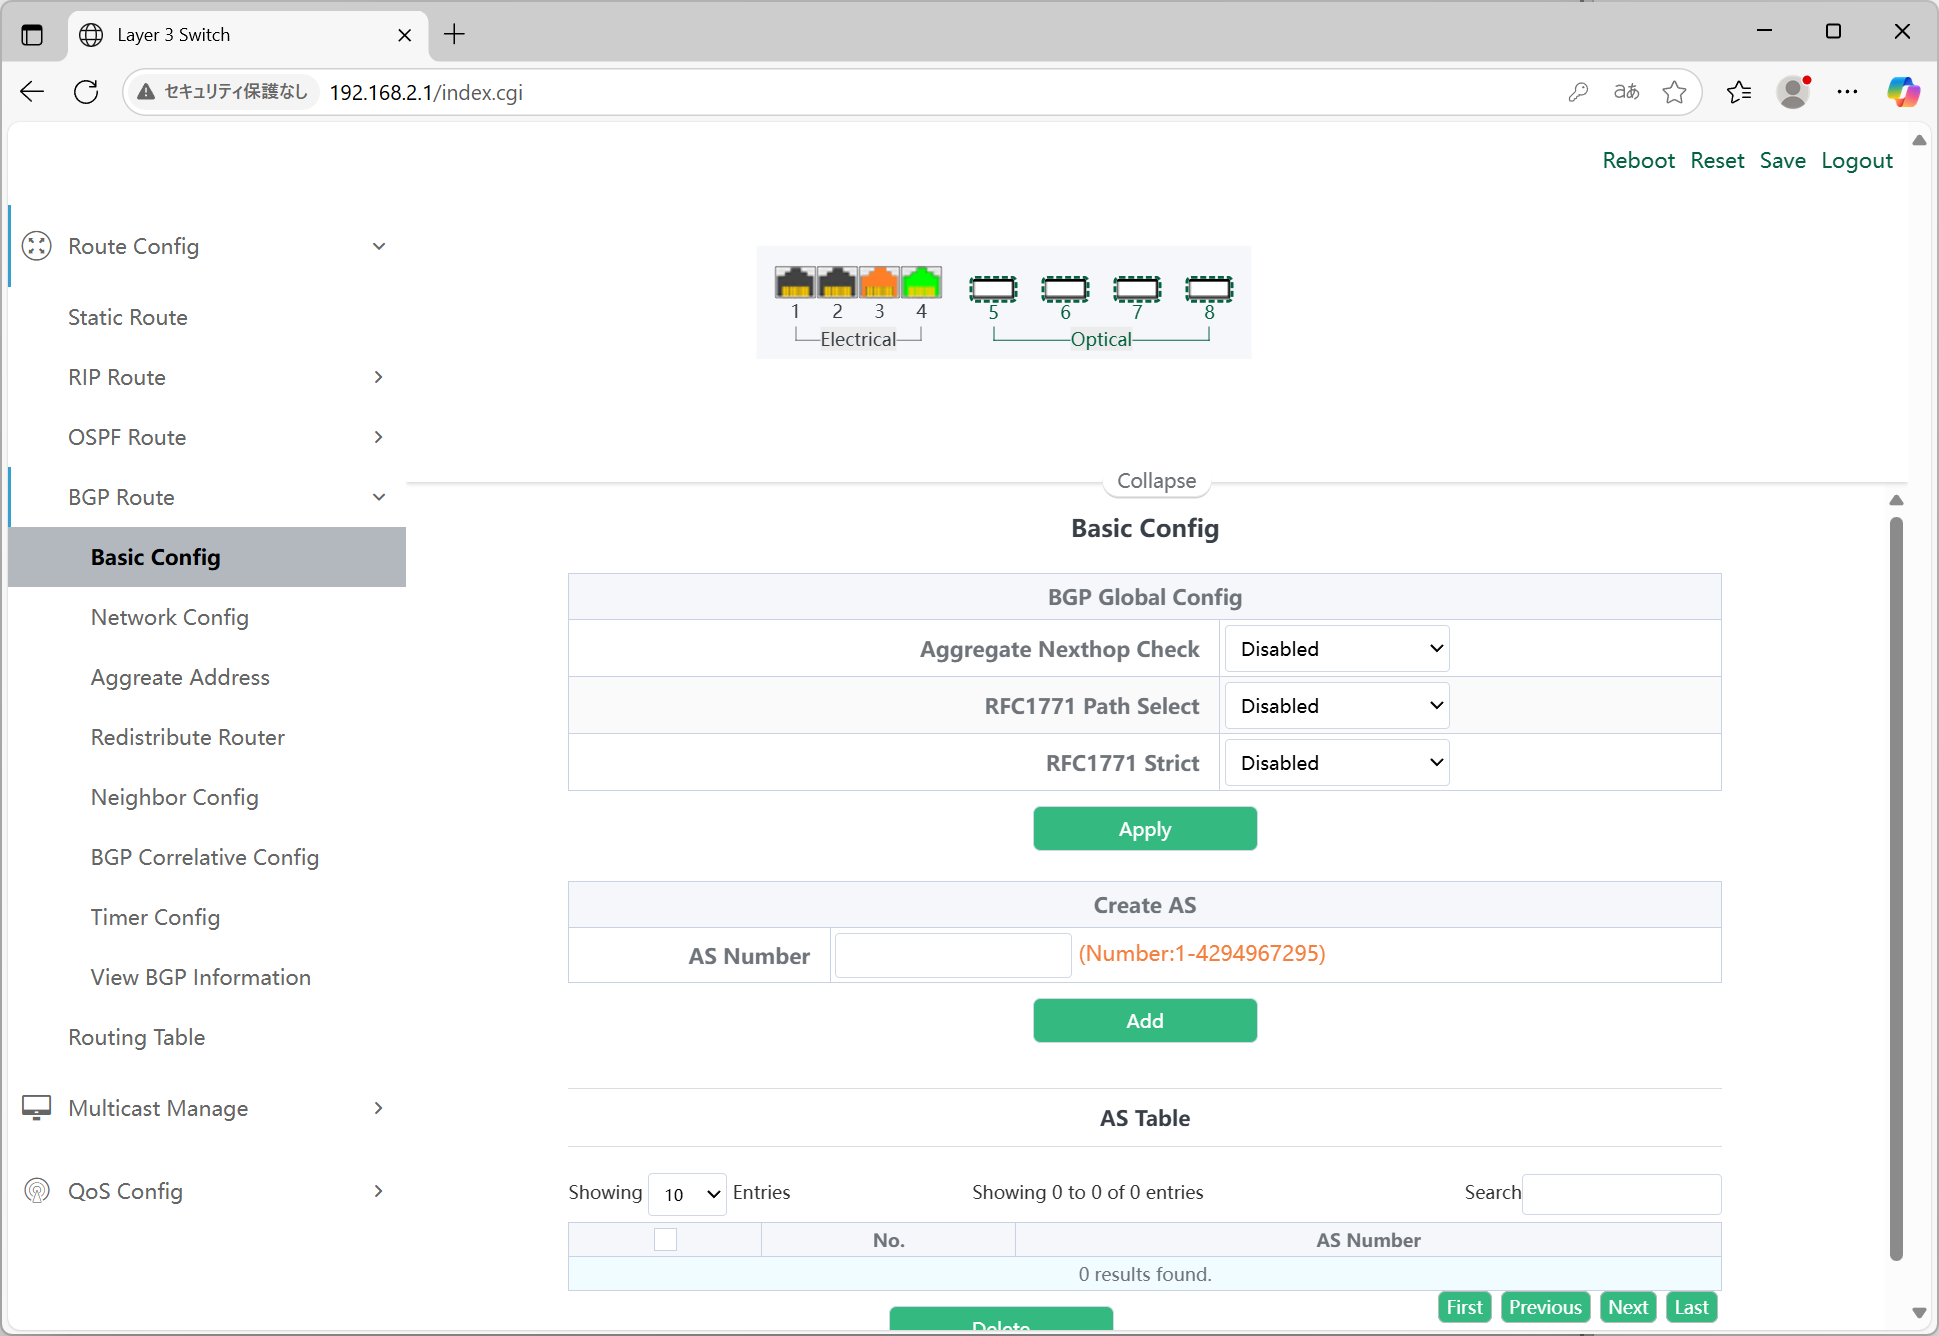 Layer 3 Switch
セキュリティ保護なし
192.168.2.1/index.cgi
aあ
Reboot Reset Save Logout
Route Config
Static Route
RIP Route
OSPF Route
BGP Route
Basic Config
Network Config
Aggreate Address
Redistribute Router
Neighbor Config
BGP Correlative Config
Timer Config
View BGP Information
Routing Table
Multicast Manage
QoS Config
1 2 3 4 5 6 7 8
Electrical Optical
Collapse
Basic Config
BGP Global Config
Aggregate Nexthop Check Disabled
RFC1771 Path Select Disabled
RFC1771 Strict Disabled
Apply
Create AS
AS Number (Number:1-4294967295)
Add
AS Table
Showing 10 Entries Showing 0 to 0 of 0 entries Search
No. AS Number
0 results found.
First Previous Next Last
Delete